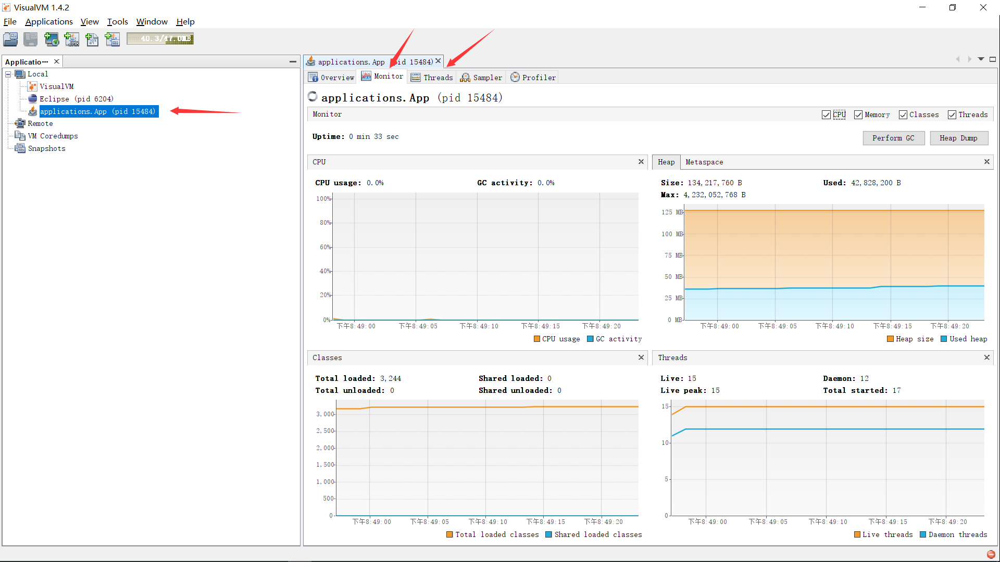 VisualVM 1.4.2
File Applications View Tools Window Help
40.3/47.0MB
Applicatio···
applications.App (pid 15484)
Local
VisualVM
Eclipse (pid 6204)
applications.App (pid 15484)
Remote
VM Coredumps
Snapshots
Overview Monitor Threads Sampler Profiler
applications.App (pid 15484)
Monitor
CPU Memory Classes Threads
Uptime: 0 min 33 sec
Perform GC Heap Dump
CPU
CPU usage: 0.0% GC activity: 0.0%
100%
80%
60%
40%
20%
0%
下午8:49:00 下午8:49:05 下午8:49:10 下午8:49:15 下午8:49:20
CPU usage GC activity
Heap Metaspace
Size: 134,217,760 B Used: 42,828,200 B
Max: 4,232,052,768 B
125 MB
100 MB
75 MB
50 MB
25 MB
0 MB
下午8:49:00 下午8:49:05 下午8:49:10 下午8:49:15 下午8:49:20
Heap size Used heap
Classes
Total loaded: 3,244 Shared loaded: 0
Total unloaded: 0 Shared unloaded: 0
3,000
2,500
2,000
1,500
1,000
500
0
下午8:49:00 下午8:49:05 下午8:49:10 下午8:49:15 下午8:49:20
Total loaded classes Shared loaded classes
Threads
Live: 15 Daemon: 12
Live peak: 15 Total started: 17
15
10
5
0
下午8:49:00 下午8:49:05 下午8:49:10 下午8:49:15 下午8:49:20
Live threads Daemon threads